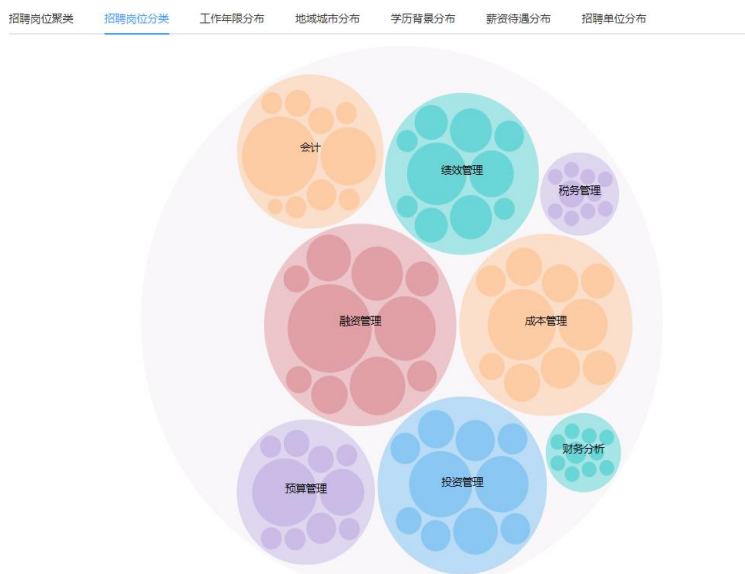 招聘岗位聚类 招聘岗位分类 工作年限分布 地域城市分布 学历背景分布 薪资待遇分布 招聘单位分布
会计
绩效管理
税务管理
融资管理
成本管理
财务分析
预算管理
投资管理